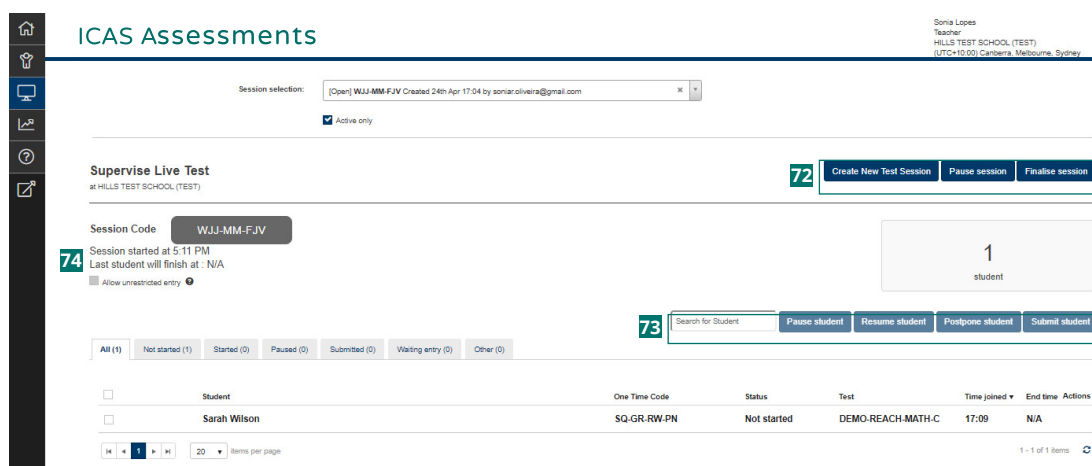 ICAS Assessments
Sonia Lopes
Teacher
HILLS TEST SCHOOL (TEST)
(UTC+10:00) Canberra, Melbourne, Sydney
Session selection:
[Open] WJJ-MM-FJV Created 24th Apr 17:04 by soniar.oliveira@gmail.com
Active only
Supervise Live Test
at HILLS TEST SCHOOL (TEST)
72
Create New Test Session Pause session Finalise session
Session Code WJJ-MM-FJV
74
Session started at 5:11 PM
Last student will finish at : N/A
Allow unrestricted entry
1
student
73
Search for Student Pause student Resume student Postpone student Submit student
All (1) Not started (1) Started (0) Paused (0) Submitted (0) Waiting entry (0) Other (0)
Student One Time Code Status Test Time joined End time Actions
Sarah Wilson SQ-GR-RW-PN Not started DEMO-REACH-MATH-C 17:09 N/A
1 20 items per page 1 - 1 of 1 items